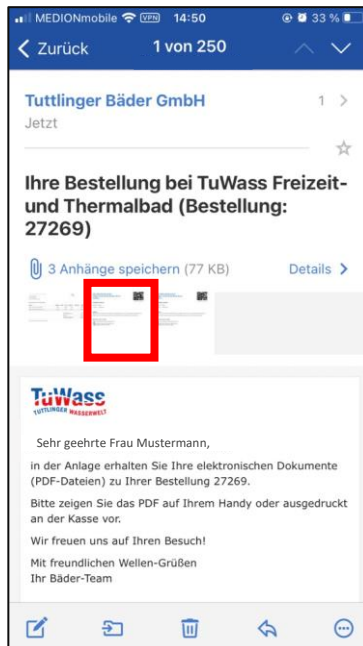 MEDIONmobile VPN 14:50 33 %
Zurück 1 von 250
Tuttlinger Bäder GmbH 1
Jetzt
Ihre Bestellung bei TuWass Freizeit-
und Thermalbad (Bestellung:
27269)
3 Anhänge speichern (77 KB) Details
TuWass
TUTTLINGER WASSERWELT
Sehr geehrte Frau Mustermann,
in der Anlage erhalten Sie Ihre elektronischen Dokumente
(PDF-Dateien) zu Ihrer Bestellung 27269.
Bitte zeigen Sie das PDF auf Ihrem Handy oder ausgedruckt
an der Kasse vor.
Wir freuen uns auf Ihren Besuch!
Mit freundlichen Wellen-Grüßen
Ihr Bäder-Team